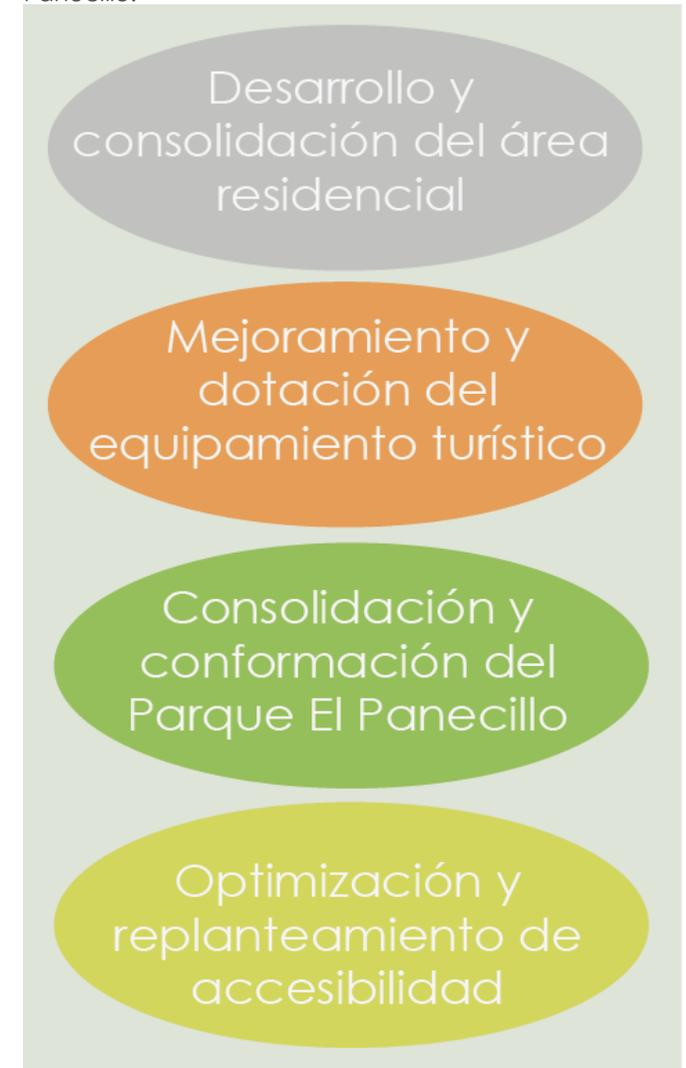 Panecillo.
Desarrollo y
consolidación del área
residencial
Mejoramiento y
dotación del
equipamiento turístico
Consolidación y
conformación del
Parque El Panecillo
Optimización y
replanteamiento de
accesibilidad